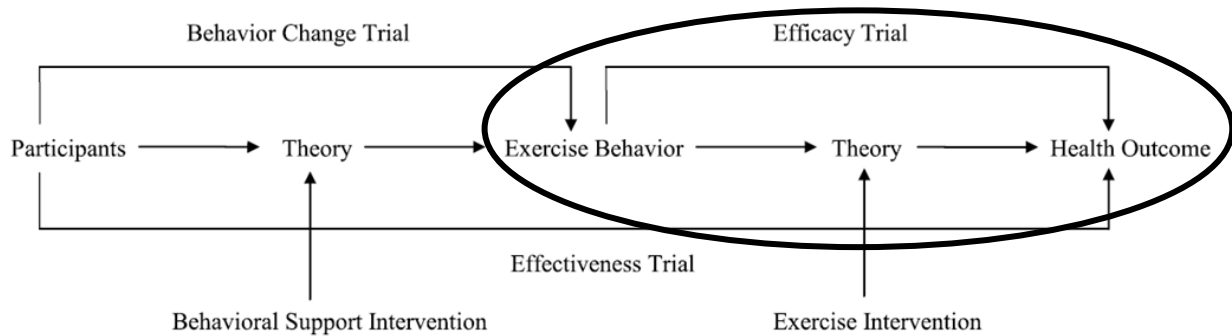 Behavior Change Trial Efficacy Trial
Participants Theory Exercise Behavior Theory Health Outcome
Effectiveness Trial
Behavioral Support Intervention Exercise Intervention